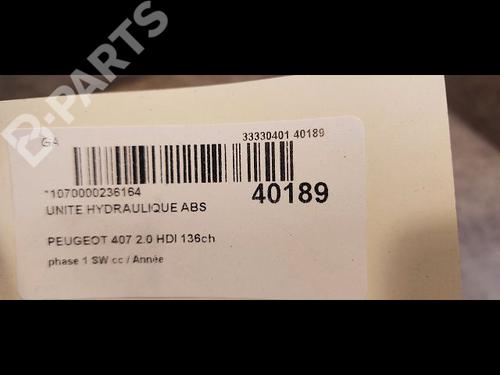 B-PARTS
GA
33330401 40189
*1070000236164
40189
UNITE HYDRAULIQUE ABS
PEUGEOT 407 2.0 HDI 136ch
phase 1 SW cc / Année